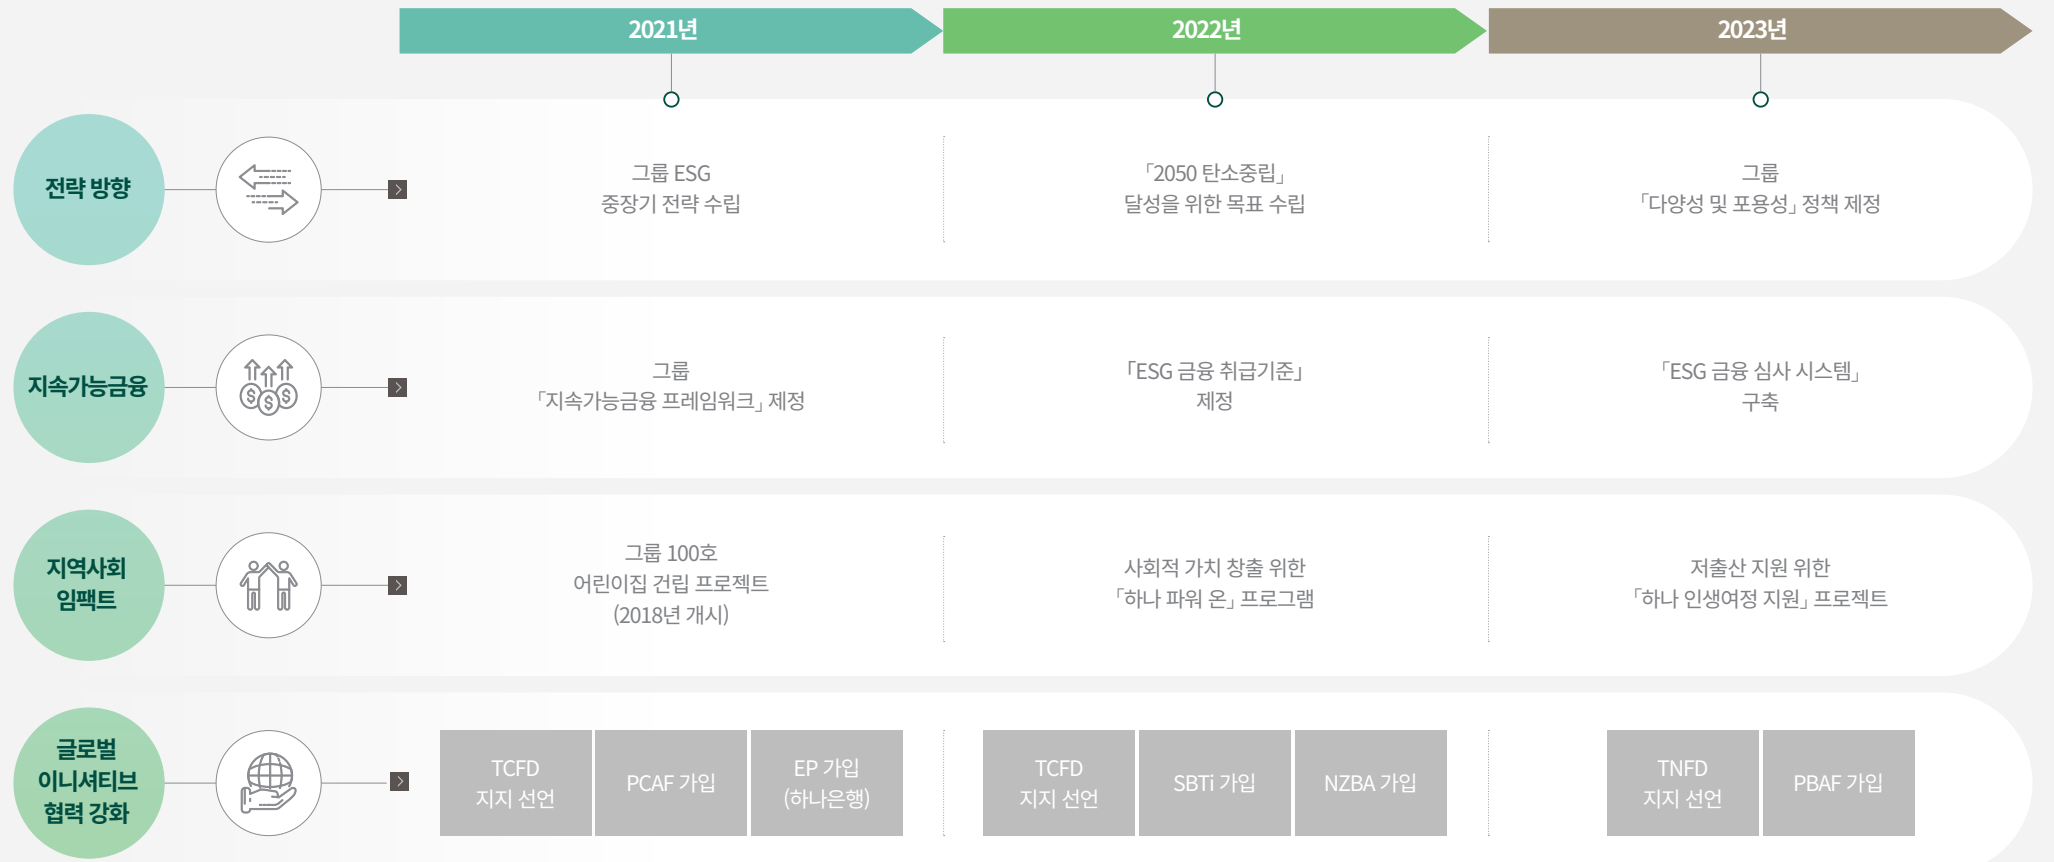 2021년
2022년
2023년
전략 방향
그룹 ESG
중장기 전략 수립
「2050 탄소중립」
달성을 위한 목표 수립
그룹
「다양성 및 포용성」 정책 제정
지속가능금융
그룹
「지속가능금융 프레임워크」 제정
「ESG 금융 취급기준」
제정
「ESG 금융 심사 시스템」
구축
지역사회
임팩트
그룹 100호
어린이집 건립 프로젝트
(2018년 개시)
사회적 가치 창출 위한
「하나 파워 온」 프로그램
저출산 지원 위한
「하나 인생여정 지원」 프로젝트
글로벌
이니셔티브
협력 강화
TCFD
지지 선언
PCAF 가입
EP 가입
(하나은행)
TCFD
지지 선언
SBTi 가입
NZBA 가입
TNFD
지지 선언
PBAF 가입